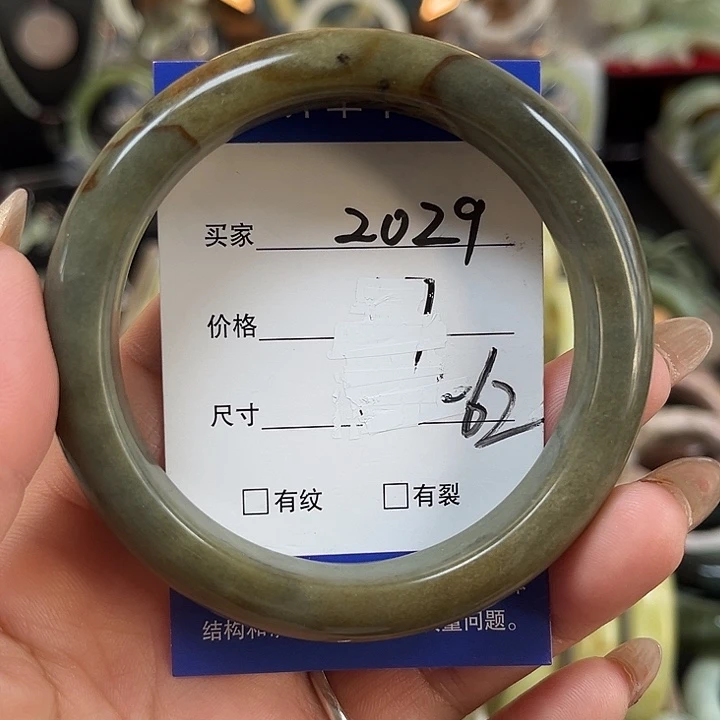 买家 2029
价格
尺寸 62
□有纹 □有裂
结构和
量问题。